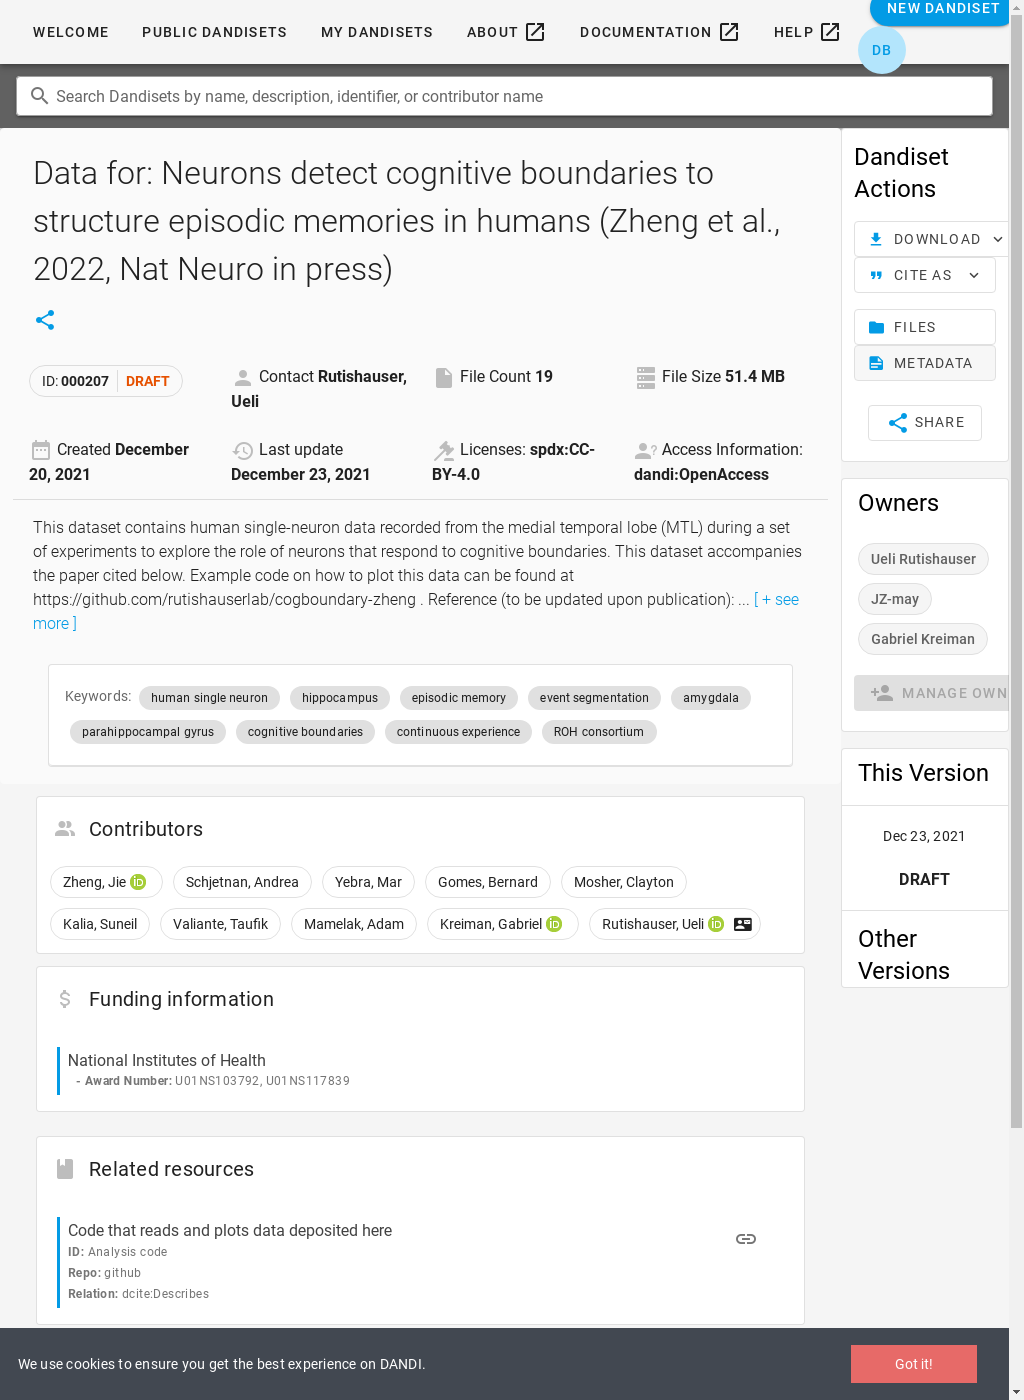 WELCOME PUBLIC DANDISETS MY DANDISETS ABOUT DOCUMENTATION HELP NEW DANDISET
DB
Search Dandisets by name, description, identifier, or contributor name
Data for: Neurons detect cognitive boundaries to
structure episodic memories in humans (Zheng et al.,
2022, Nat Neuro in press)
ID: 000207 DRAFT
Contact Rutishauser,
Ueli
File Count 19
File Size 51.4 MB
Created December
20, 2021
Last update
December 23, 2021
Licenses: spdx:CC-
BY-4.0
Access Information:
dandi:OpenAccess
This dataset contains human single-neuron data recorded from the medial temporal lobe (MTL) during a set
of experiments to explore the role of neurons that respond to cognitive boundaries. This dataset accompanies
the paper cited below. Example code on how to plot this data can be found at
https://github.com/rutishauserlab/cogboundary-zheng . Reference (to be updated upon publication): ... [ + see
more ]
Keywords: human single neuron hippocampus episodic memory event segmentation amygdala
parahippocampal gyrus cognitive boundaries continuous experience ROH consortium
Contributors
Zheng, Jie iD Schjetnan, Andrea Yebra, Mar Gomes, Bernard Mosher, Clayton
Kalia, Suneil Valiante, Taufik Mamelak, Adam Kreiman, Gabriel iD Rutishauser, Ueli iD
Funding information
National Institutes of Health
- Award Number: U01NS103792, U01NS117839
Related resources
Code that reads and plots data deposited here
ID: Analysis code
Repo: github
Relation: dcite:Describes
Dandiset
Actions
DOWNLOAD
CITE AS
FILES
METADATA
SHARE
Owners
Ueli Rutishauser
JZ-may
Gabriel Kreiman
MANAGE OWN
This Version
Dec 23, 2021
DRAFT
Other
Versions
We use cookies to ensure you get the best experience on DANDI.
Got it!